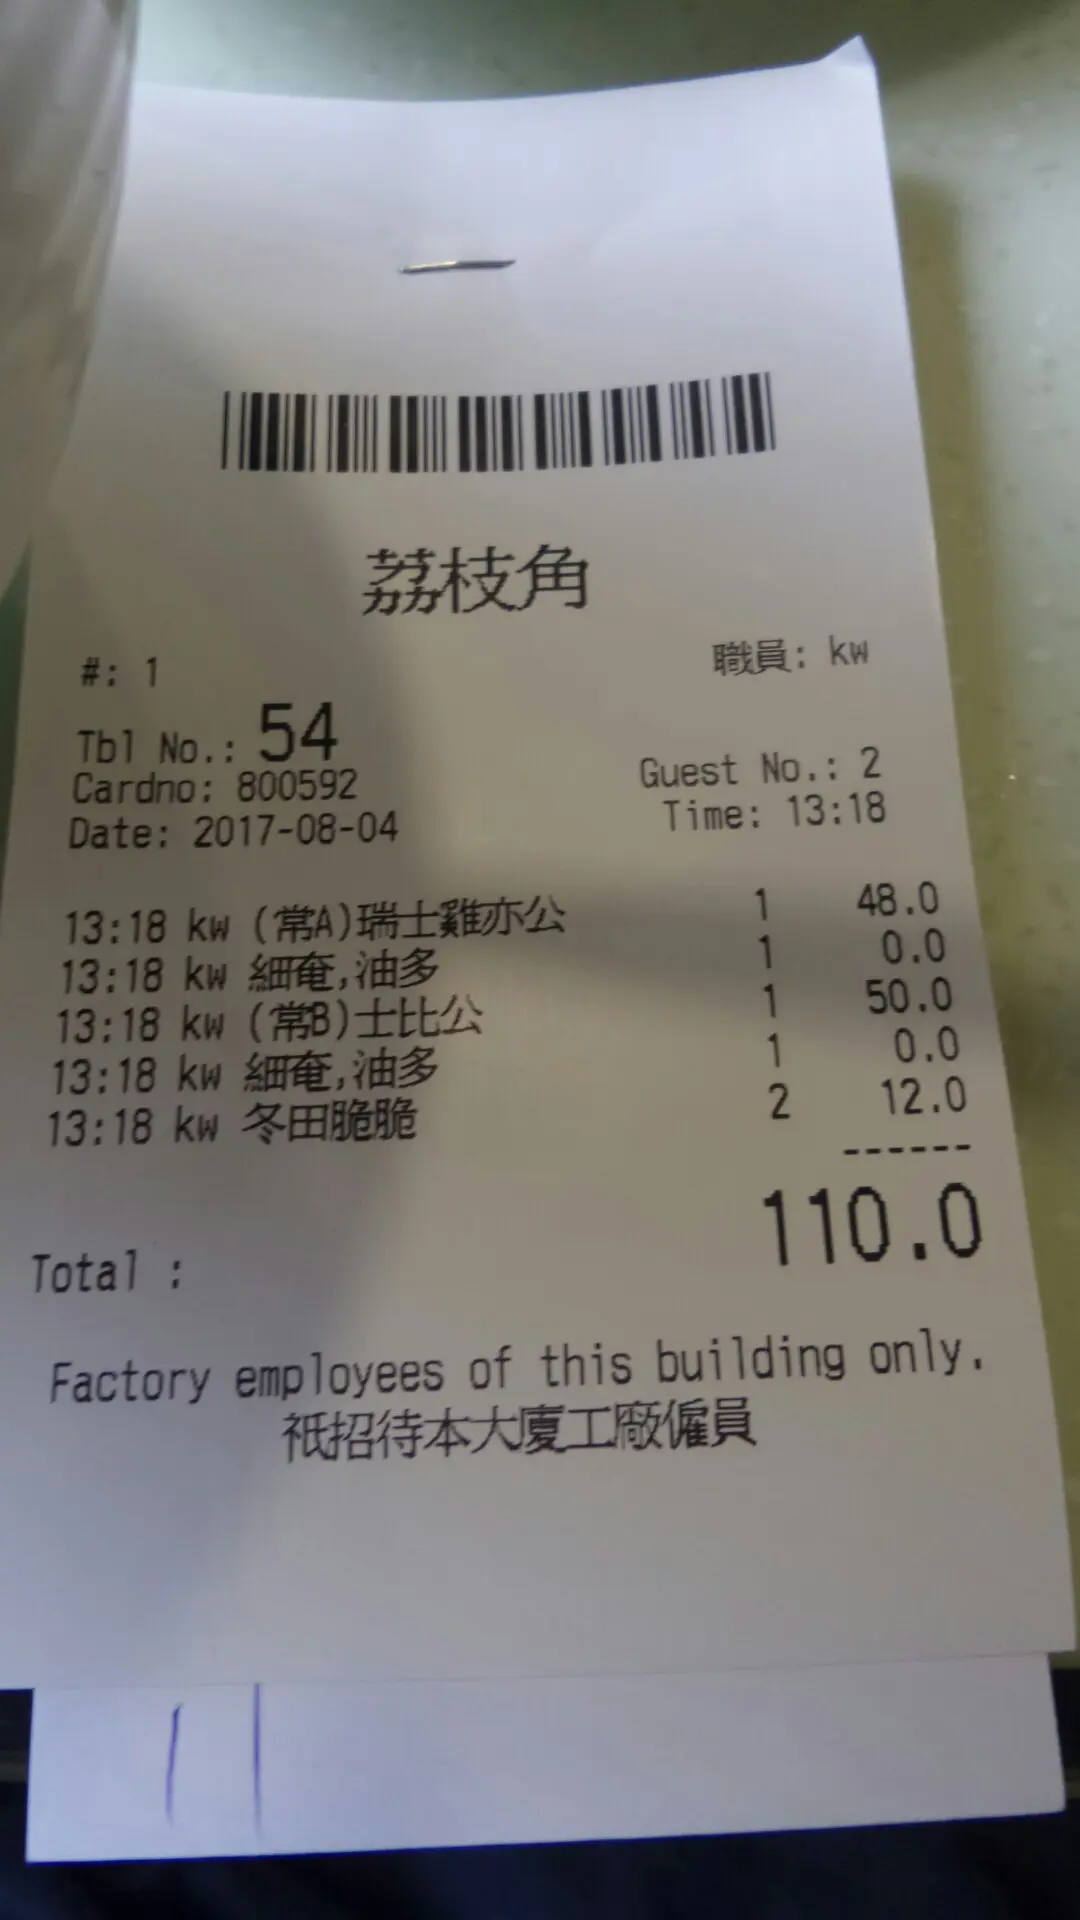 荔枝角
#: 1 職員: kw
Tbl No.: 54
Cardno: 800592 Guest No.: 2
Date: 2017-08-04 Time: 13:18
13:18 kw (常A)瑞士雞亦公 1 48.0
13:18 kw 細奄,油多 1 0.0
13:18 kw (常B)士比公 1 50.0
13:18 kw 細奄,油多 1 0.0
13:18 kw 冬田脆脆 2 12.0
------
110.0
Total :
Factory employees of this building only.
祇招待本大廈工廠僱員